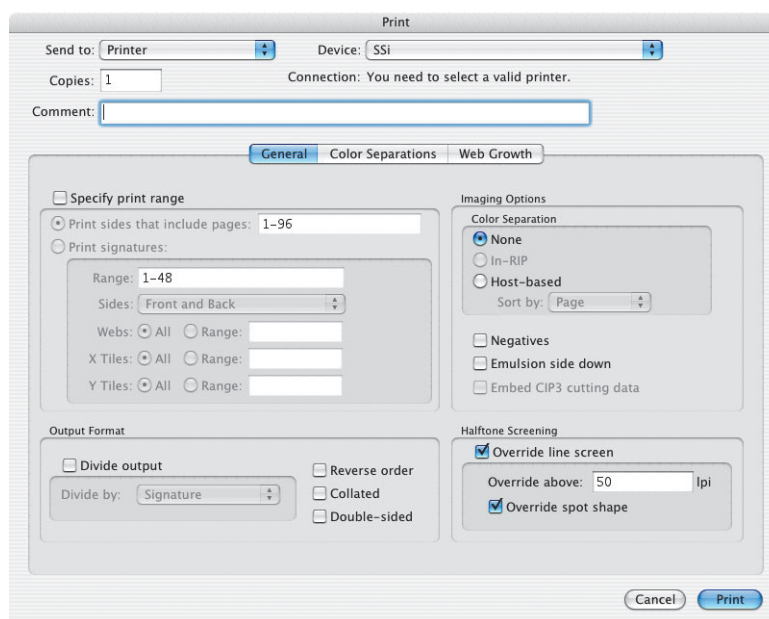 Print
Send to: Printer Device: SSi
Copies: 1 Connection: You need to select a valid printer.
Comment:
General Color Separations Web Growth
Specify print range
Print sides that include pages: 1-96
Print signatures:
Range: 1-48
Sides: Front and Back
Webs: All Range:
X Tiles: All Range:
Y Tiles: All Range:
Imaging Options
Color Separation
None
In-RIP
Host-based
Sort by: Page
Negatives
Emulsion side down
Embed CIP3 cutting data
Output Format
Divide output
Divide by: Signature
Reverse order
Collated
Double-sided
Halftone Screening
Override line screen
Override above: 50 lpi
Override spot shape
Cancel Print